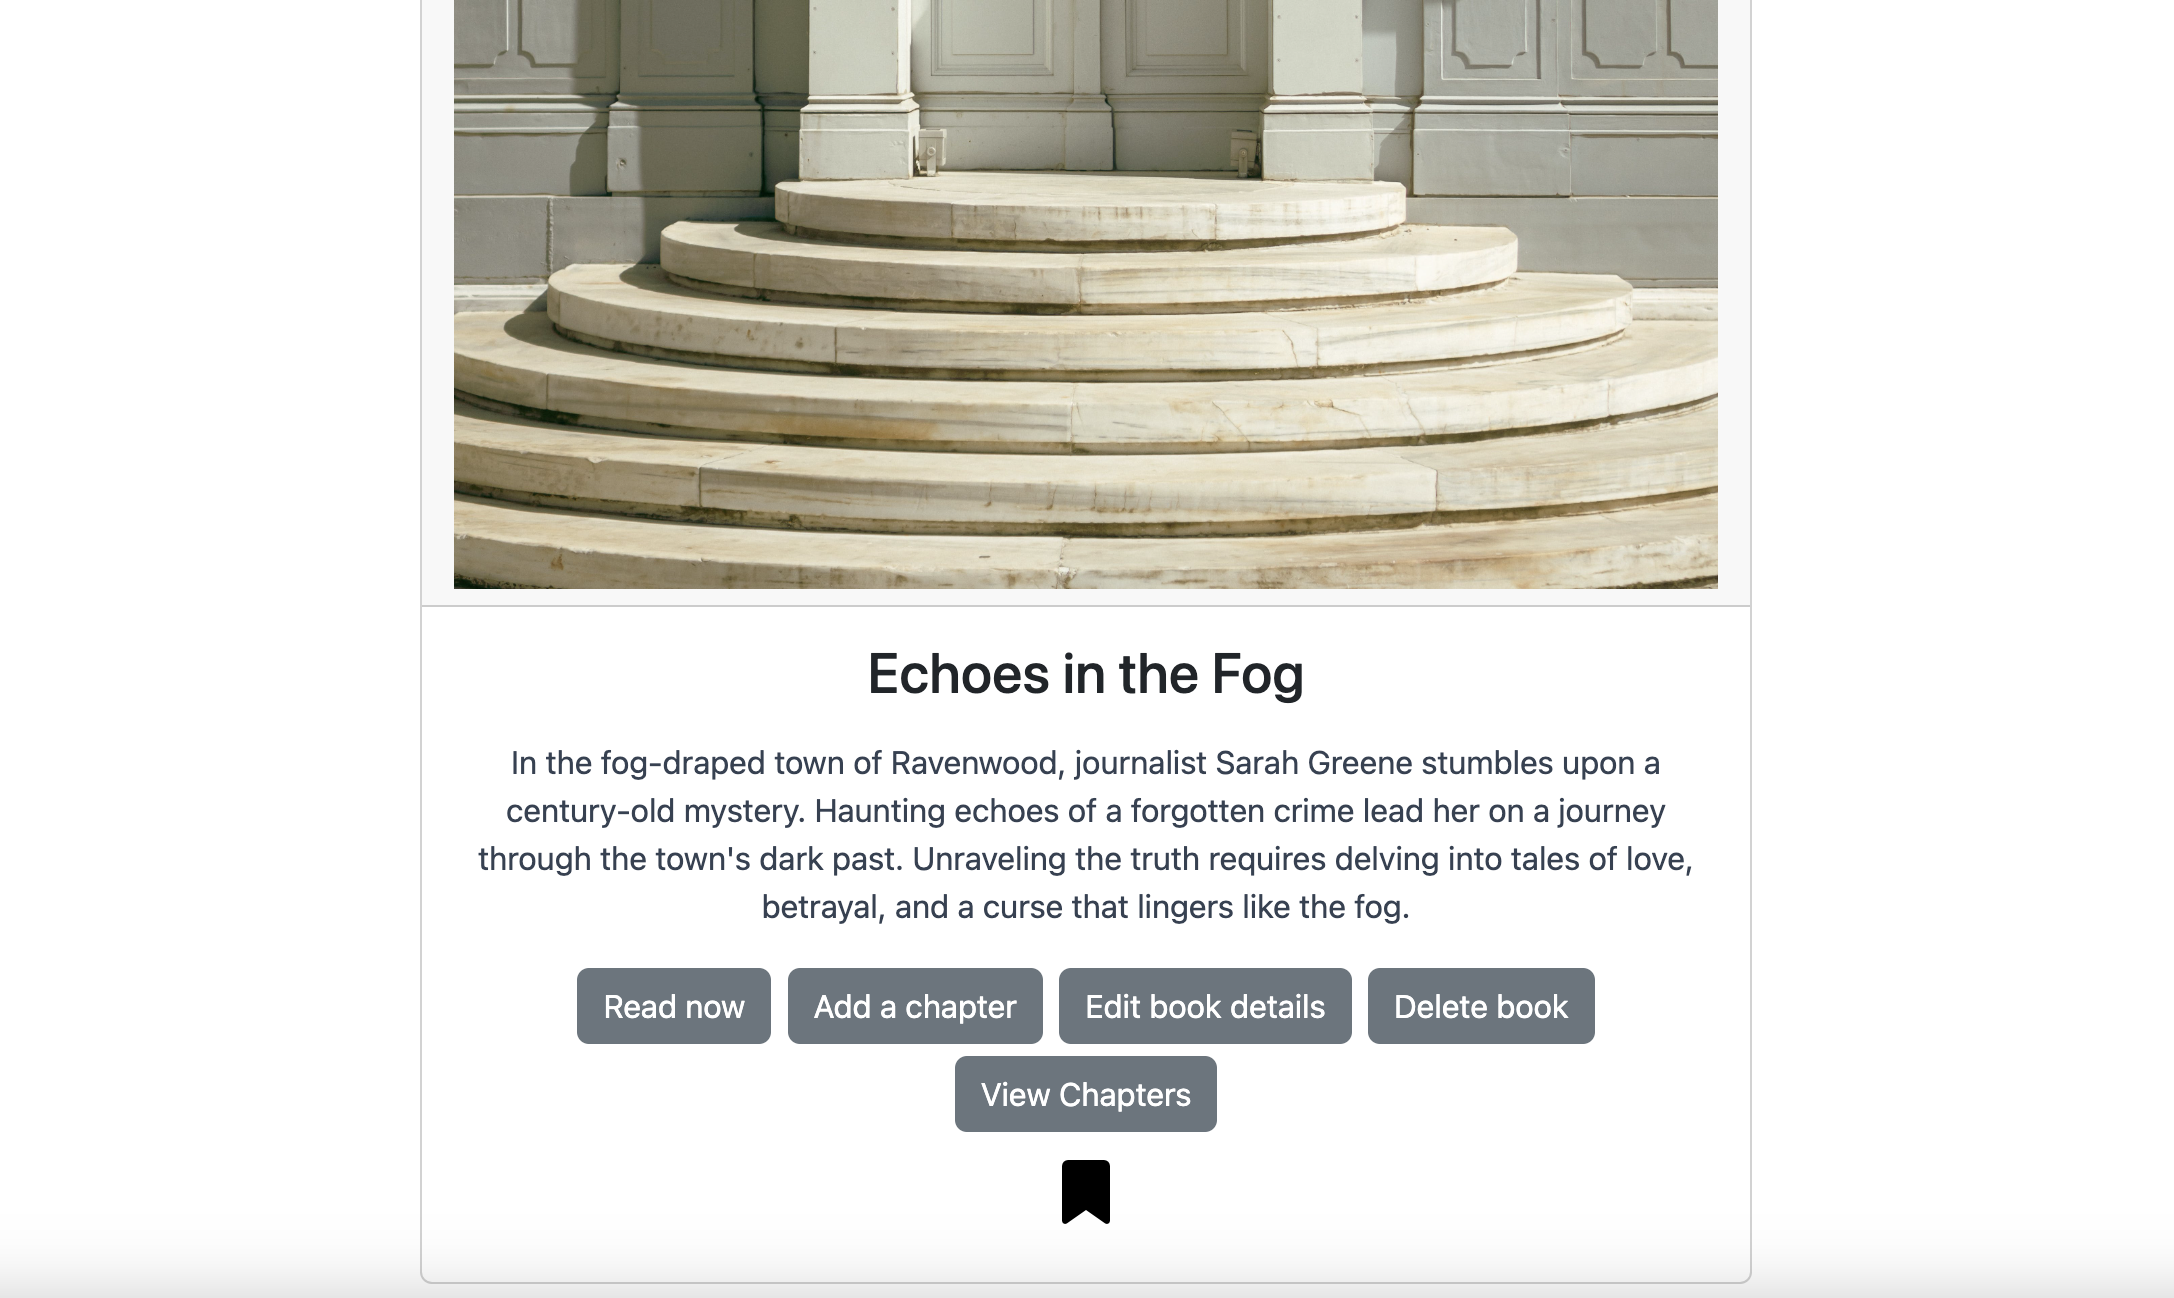 Echoes in the Fog
In the fog-draped town of Ravenwood, journalist Sarah Greene stumbles upon a
century-old mystery. Haunting echoes of a forgotten crime lead her on a journey
through the town's dark past. Unraveling the truth requires delving into tales of love,
betrayal, and a curse that lingers like the fog.
Read now Add a chapter Edit book details Delete book
View Chapters